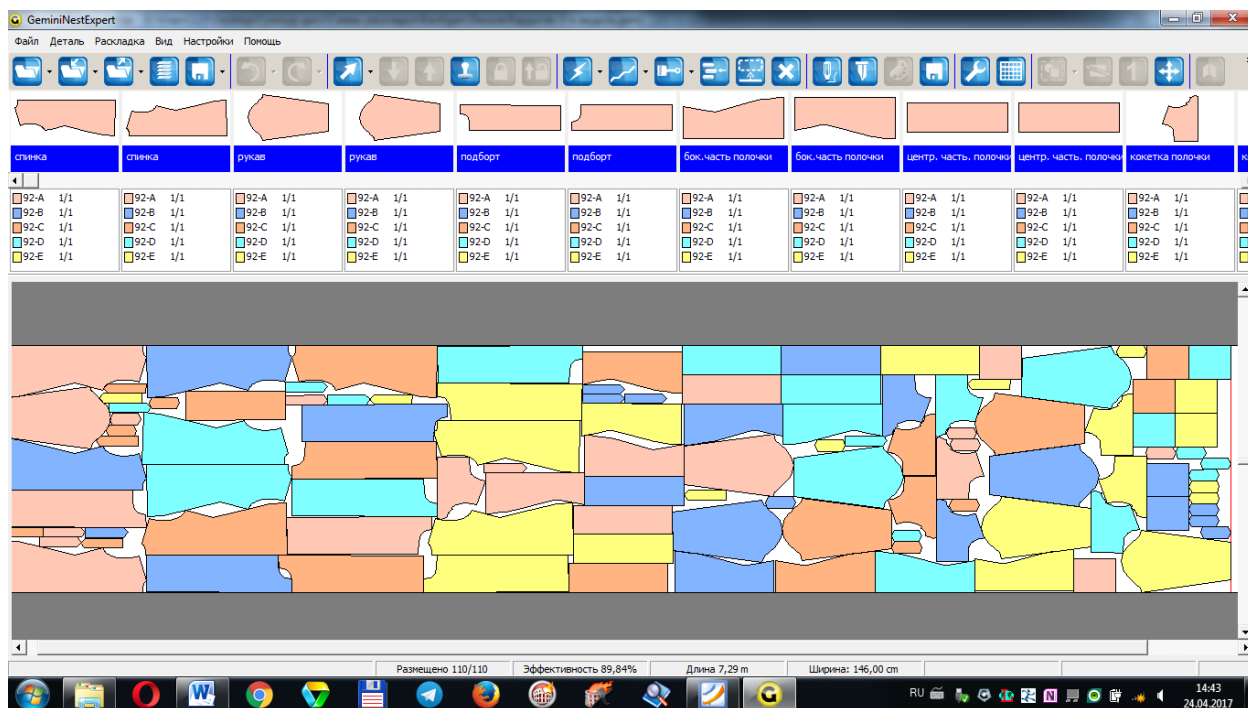 GeminiNestExpert
Файл Деталь Раскладка Вид Настройки Помощь
спинка спинка рукав рукав подборт подборт бок.часть полочки бок.часть полочки центр. часть. полочки центр. часть. полочки кокетка полочки
92-A 1/1 92-A 1/1 92-A 1/1 92-A 1/1 92-A 1/1 92-A 1/1 92-A 1/1 92-A 1/1 92-A 1/1 92-A 1/1 92-A 1/1
92-B 1/1 92-B 1/1 92-B 1/1 92-B 1/1 92-B 1/1 92-B 1/1 92-B 1/1 92-B 1/1 92-B 1/1 92-B 1/1 92-B 1/1
92-C 1/1 92-C 1/1 92-C 1/1 92-C 1/1 92-C 1/1 92-C 1/1 92-C 1/1 92-C 1/1 92-C 1/1 92-C 1/1 92-C 1/1
92-D 1/1 92-D 1/1 92-D 1/1 92-D 1/1 92-D 1/1 92-D 1/1 92-D 1/1 92-D 1/1 92-D 1/1 92-D 1/1 92-D 1/1
92-E 1/1 92-E 1/1 92-E 1/1 92-E 1/1 92-E 1/1 92-E 1/1 92-E 1/1 92-E 1/1 92-E 1/1 92-E 1/1 92-E 1/1
Размещено 110/110 Эффективность 89,84% Длина 7,29 m Ширина: 146,00 cm
RU 14:43
24.04.2017